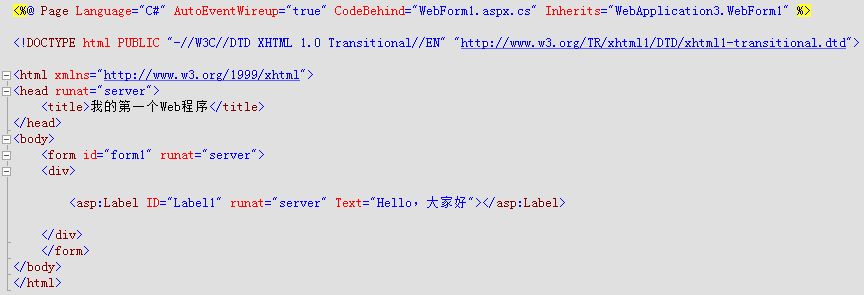 <%@ Page Language="C#" AutoEventWireup="true" CodeBehind="WebForm1.aspx.cs" Inherits="WebApplication3.WebForm1" %>
<!DOCTYPE html PUBLIC "-//W3C//DTD XHTML 1.0 Transitional//EN" "http://www.w3.org/TR/xhtml1/DTD/xhtml1-transitional.dtd">
<html xmlns="http://www.w3.org/1999/xhtml">
<head runat="server">
    <title>我的第一个Web程序</title>
</head>
<body>
    <form id="form1" runat="server">
    <div>
        <asp:Label ID="Label1" runat="server" Text="Hello，大家好"></asp:Label>
    </div>
    </form>
</body>
</html>